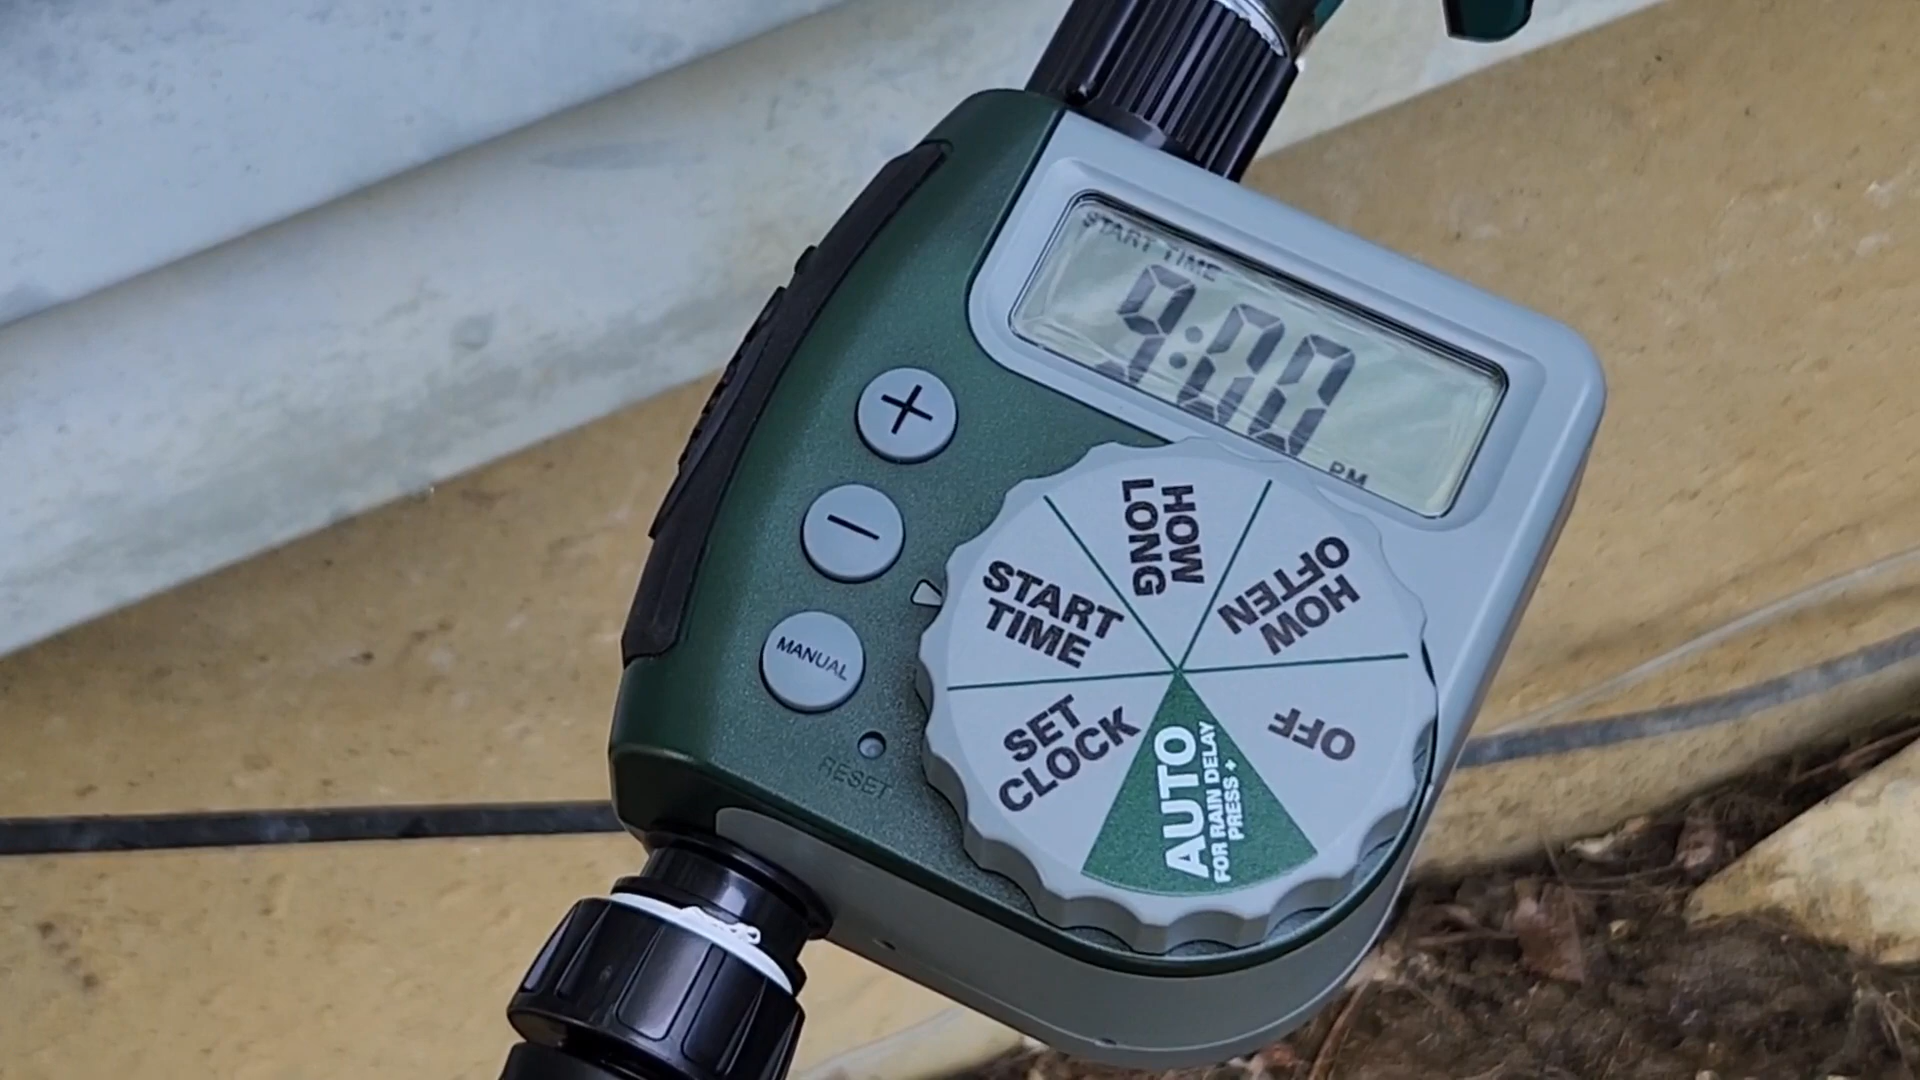 START TIME
9:00
PM
+
−
MANUAL
RESET
HOW
LONG
HOW
OFTEN
START
TIME
OFF
SET
CLOCK
AUTO
FOR RAIN DELAY
PRESS +